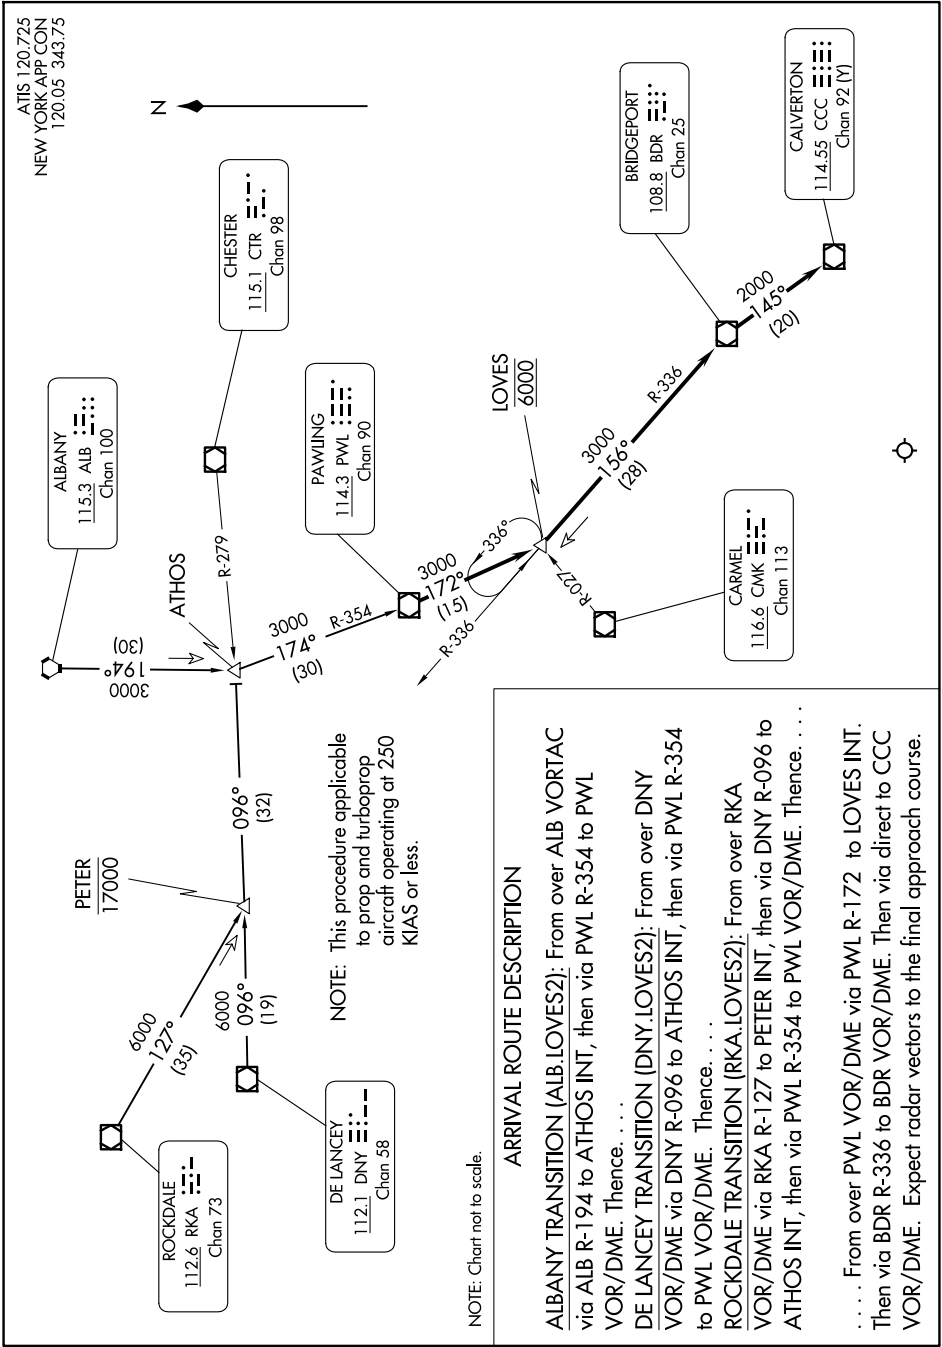 ATIS 120.725
NEW YORK APP CON
120.05 343.75
N
ALBANY
115.3 ALB
Chan 100
CHESTER
115.1 CTR
Chan 98
PAWLING
114.3 PWL
Chan 90
BRIDGEPORT
108.8 BDR
Chan 25
CALVERTON
114.55 CCC
Chan 92 (Y)
CARMEL
116.6 CMK
Chan 113
ROCKDALE
112.6 RKA
Chan 73
DE LANCEY
112.1 DNY
Chan 58
PETER
17000
ATHOS
LOVES
6000
6000
127°
(35)
6000
096°
(19)
096°
(32)
3000
194°
(30)
R-279
3000
174°
(30)
R-354
3000
172°
(15)
336°
R-336
R-027
3000
156°
(28)
R-336
2000
145°
(20)
NOTE: This procedure applicable
to prop and turboprop
aircraft operating at 250
KIAS or less.
NOTE: Chart not to scale.
ARRIVAL ROUTE DESCRIPTION
ALBANY TRANSITION (ALB.LOVES2): From over ALB VORTAC
via ALB R-194 to ATHOS INT, then via PWL R-354 to PWL
VOR/DME. Thence. . . .
DE LANCEY TRANSITION (DNY.LOVES2): From over DNY
VOR/DME via DNY R-096 to ATHOS INT, then via PWL R-354
to PWL VOR/DME. Thence. . . .
ROCKDALE TRANSITION (RKA.LOVES2): From over RKA
VOR/DME via RKA R-127 to PETER INT, then via DNY R-096 to
ATHOS INT, then via PWL R-354 to PWL VOR/DME. Thence. . . .
. . . . From over PWL VOR/DME via PWL R-172 to LOVES INT.
Then via BDR R-336 to BDR VOR/DME. Then via direct to CCC
VOR/DME. Expect radar vectors to the final approach course.